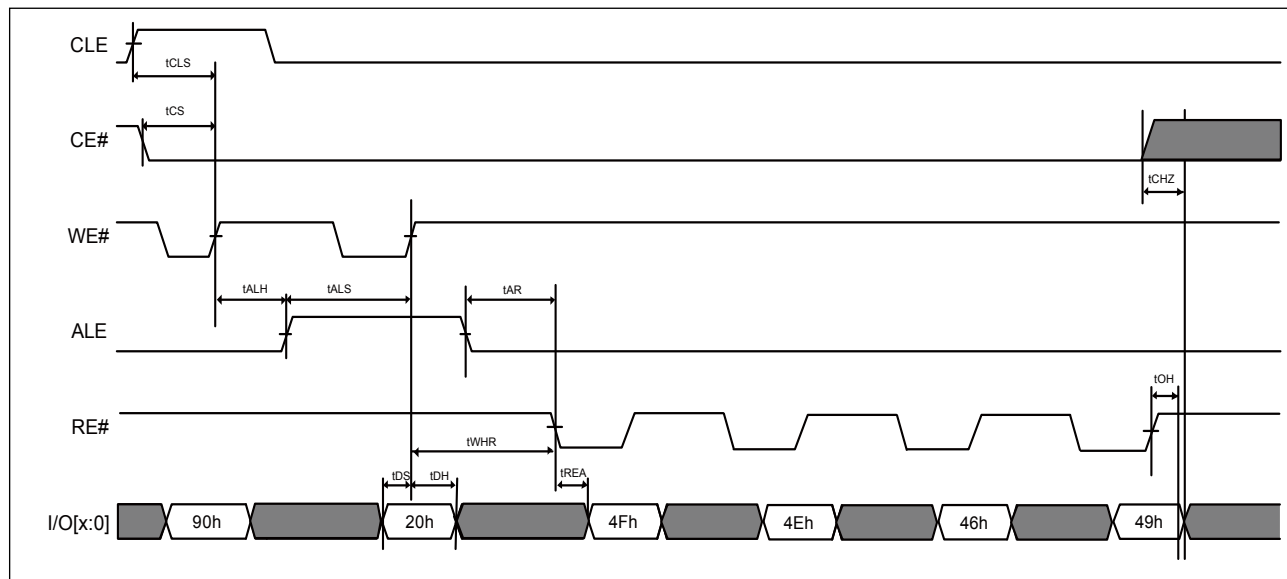 CLE
tCLS
tCS
CE#
tCHZ
WE#
tALH tALS tAR
ALE
tOH
RE#
tWHR
tDS tDH tREA
I/O[x:0] 90h 20h 4Fh 4Eh 46h 49h